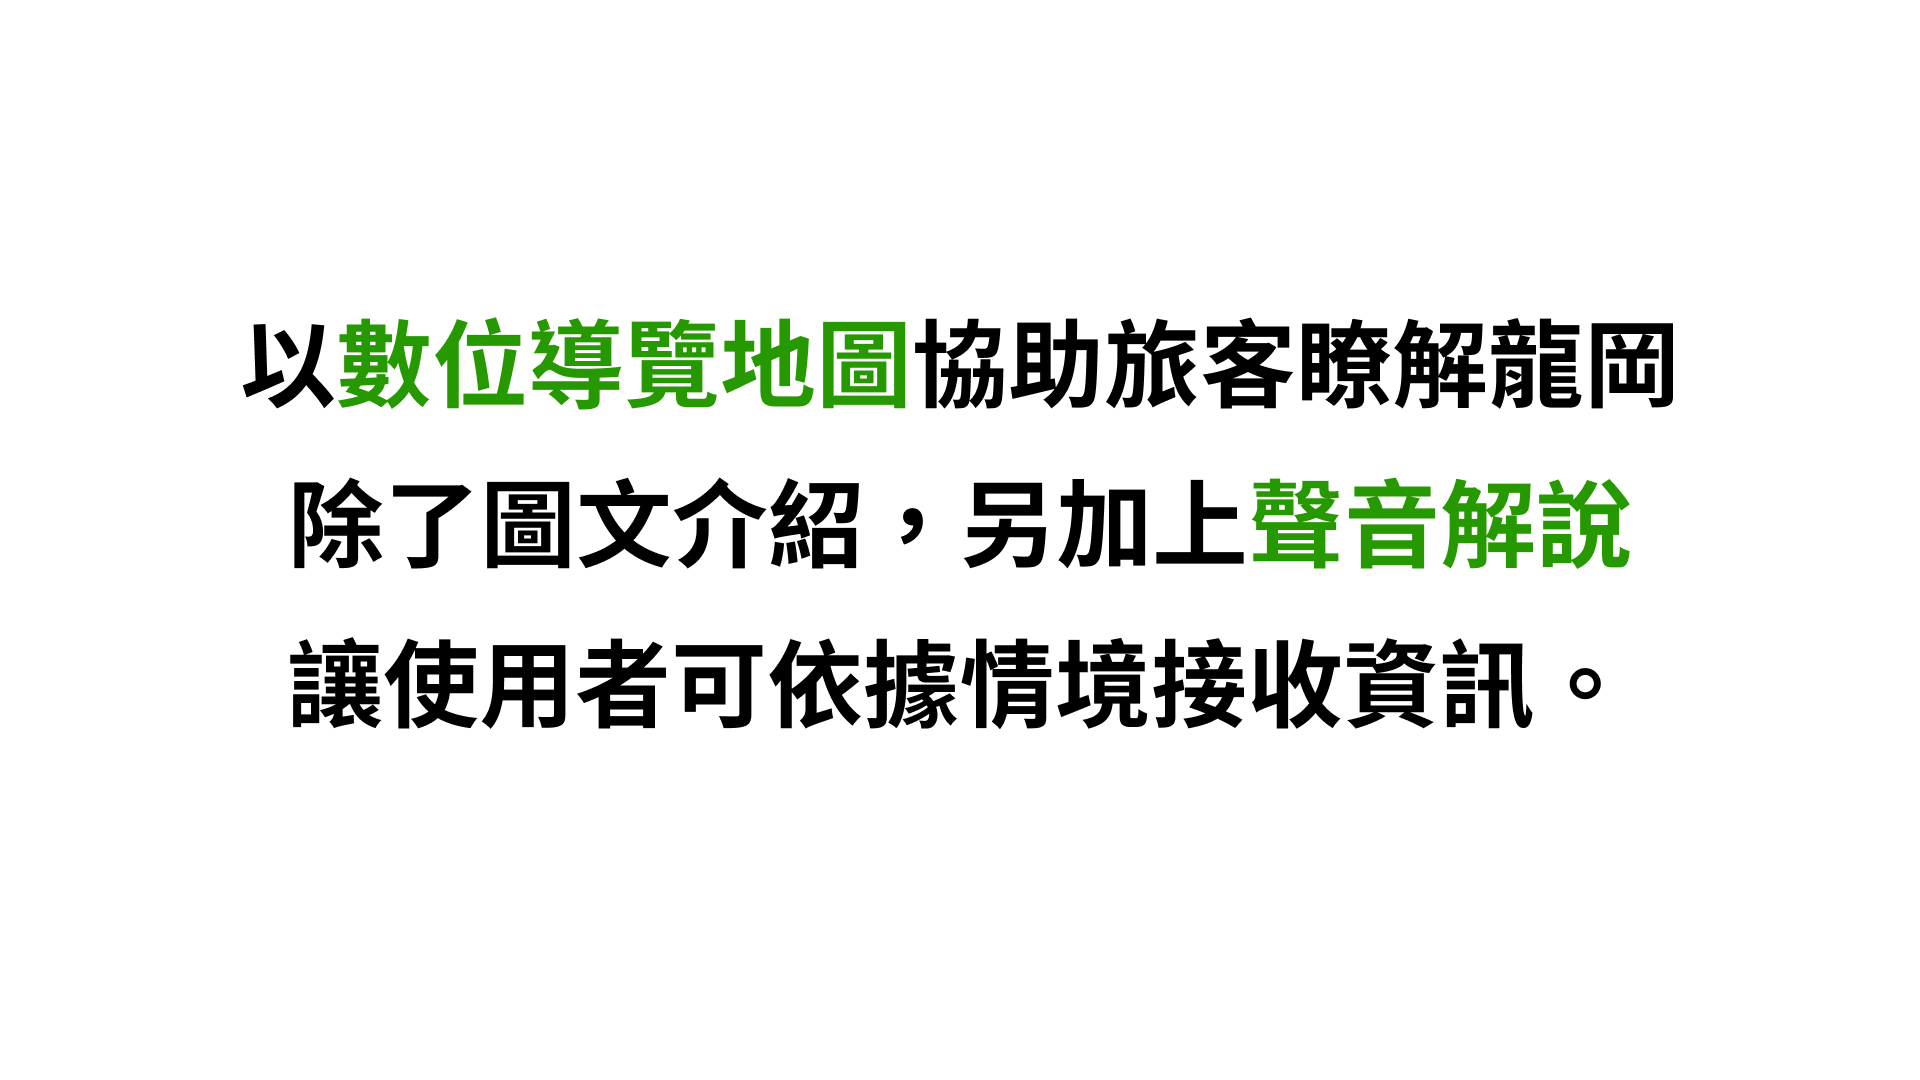 以數位導覽地圖協助旅客瞭解龍岡
除了圖文介紹，另加上聲音解說
讓使用者可依據情境接收資訊。